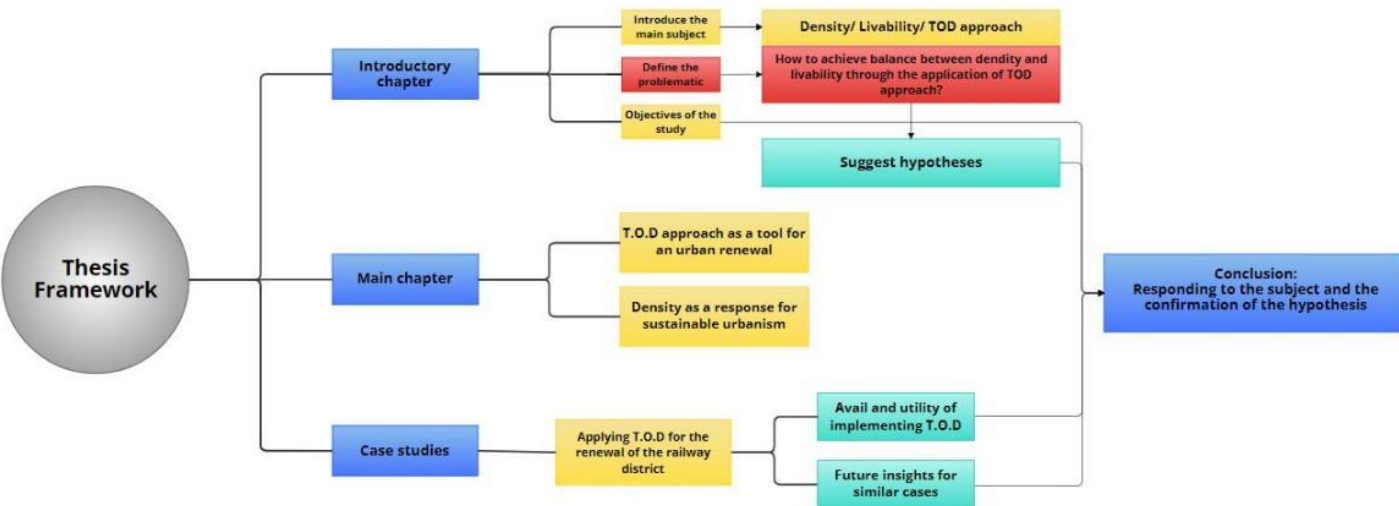 Thesis
Framework
Introductory
chapter
Introduce the
main subject
Density/ Livability/ TOD approach
Define the
problematic
How to achieve balance between dendity and
livability through the application of TOD
approach?
Objectives of the
study
Suggest hypotheses
Main chapter
T.O.D approach as a tool for
an urban renewal
Density as a response for
sustainable urbanism
Case studies
Applying T.O.D for the
renewal of the railway
district
Avail and utility of
implementing T.O.D
Future insights for
similar cases
Conclusion:
Responding to the subject and the
confirmation of the hypothesis